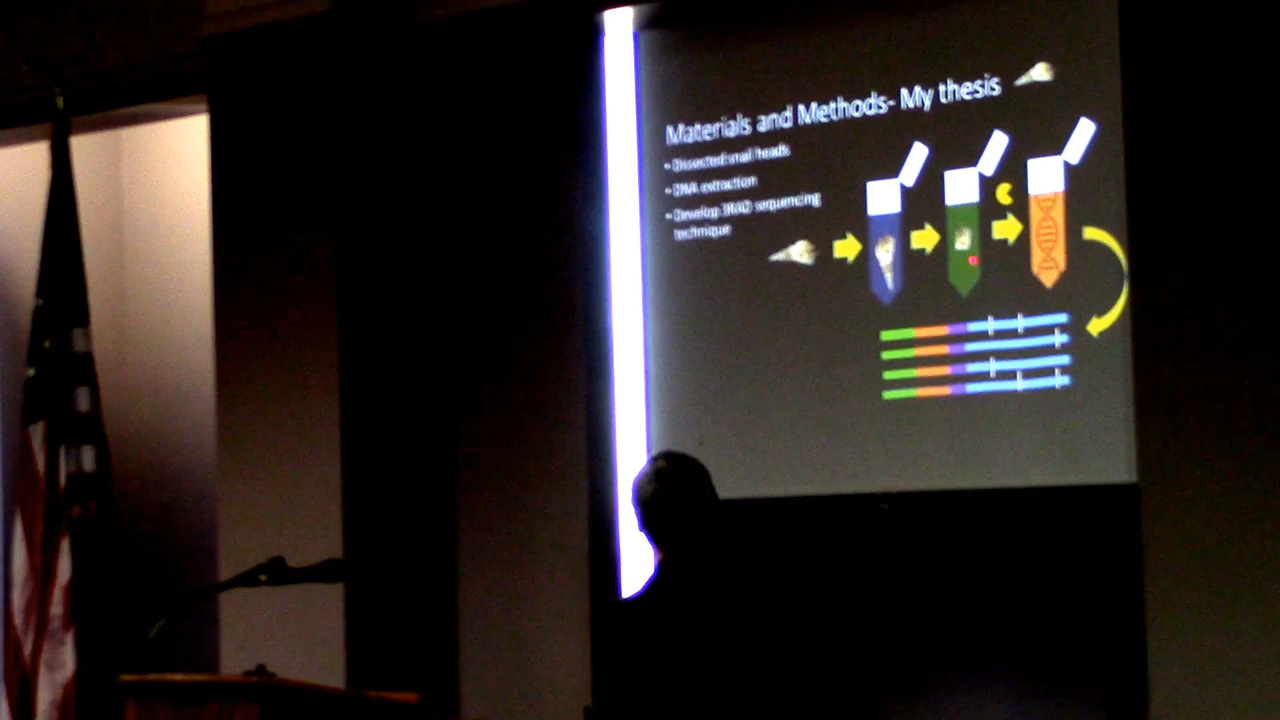 Materials and Methods- My thesis
• Dissected snail heads
• DNA extraction
• Develop sequencing
technique